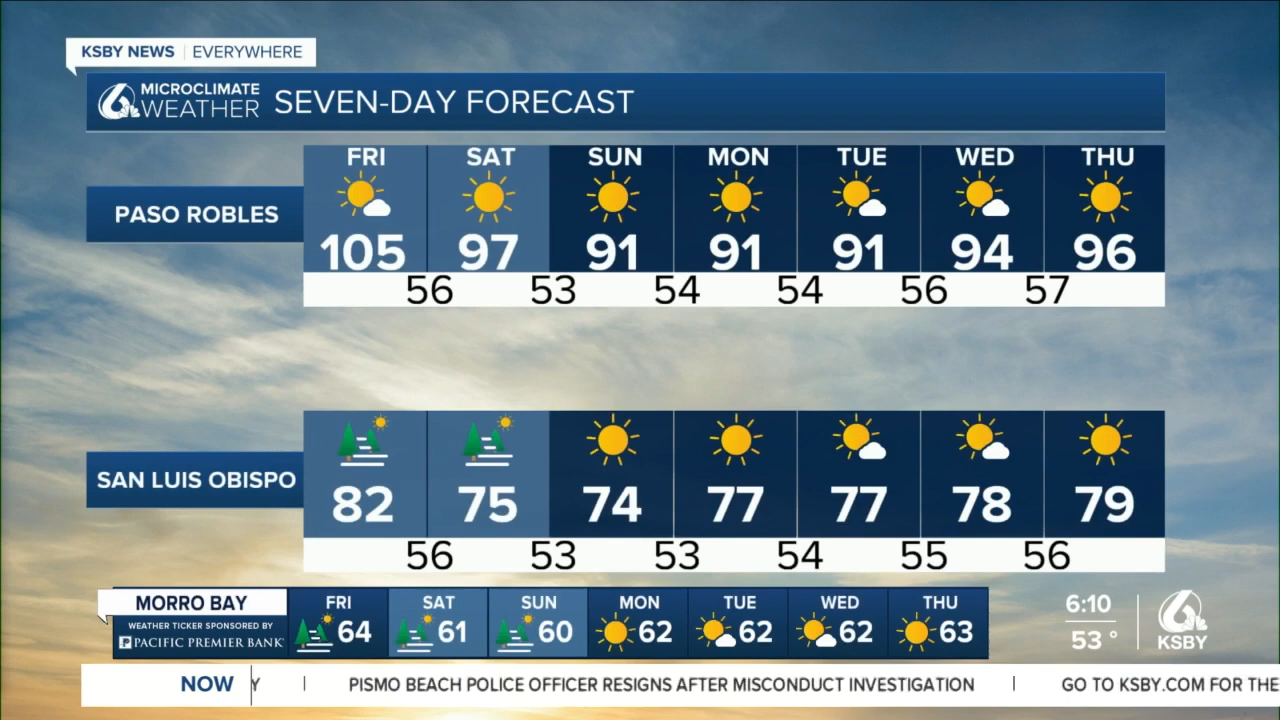 KSBY NEWS | EVERYWHERE
6 MICROCLIMATE WEATHER SEVEN-DAY FORECAST
FRI SAT SUN MON TUE WED THU
PASO ROBLES
105 97 91 91 91 94 96
56 53 54 54 56 57
SAN LUIS OBISPO
82 75 74 77 77 78 79
56 53 53 54 55 56
MORRO BAY
WEATHER TICKER SPONSORED BY
PACIFIC PREMIER BANK
FRI SAT SUN MON TUE WED THU
64 61 60 62 62 62 63
6:10
53 °
6 KSBY
NOW Y | PISMO BEACH POLICE OFFICER RESIGNS AFTER MISCONDUCT INVESTIGATION | GO TO KSBY.COM FOR THE